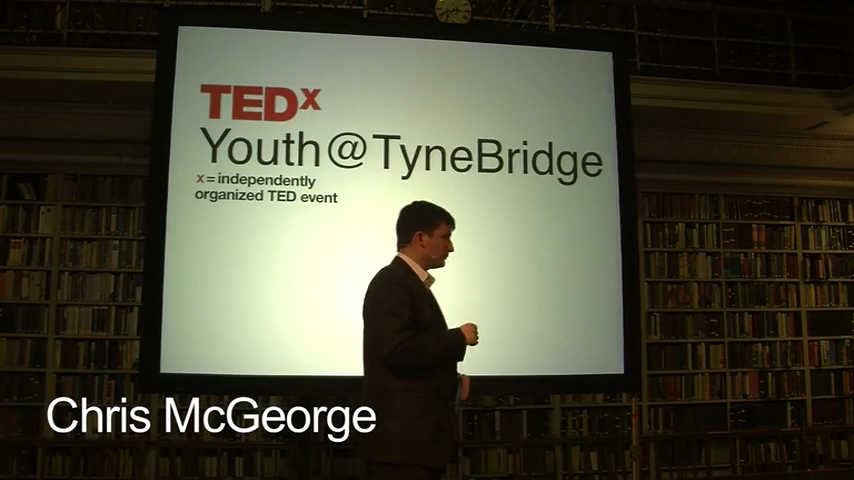 TEDx
Youth@TyneBridge
x=independently
organized TED event
Chris McGeorge